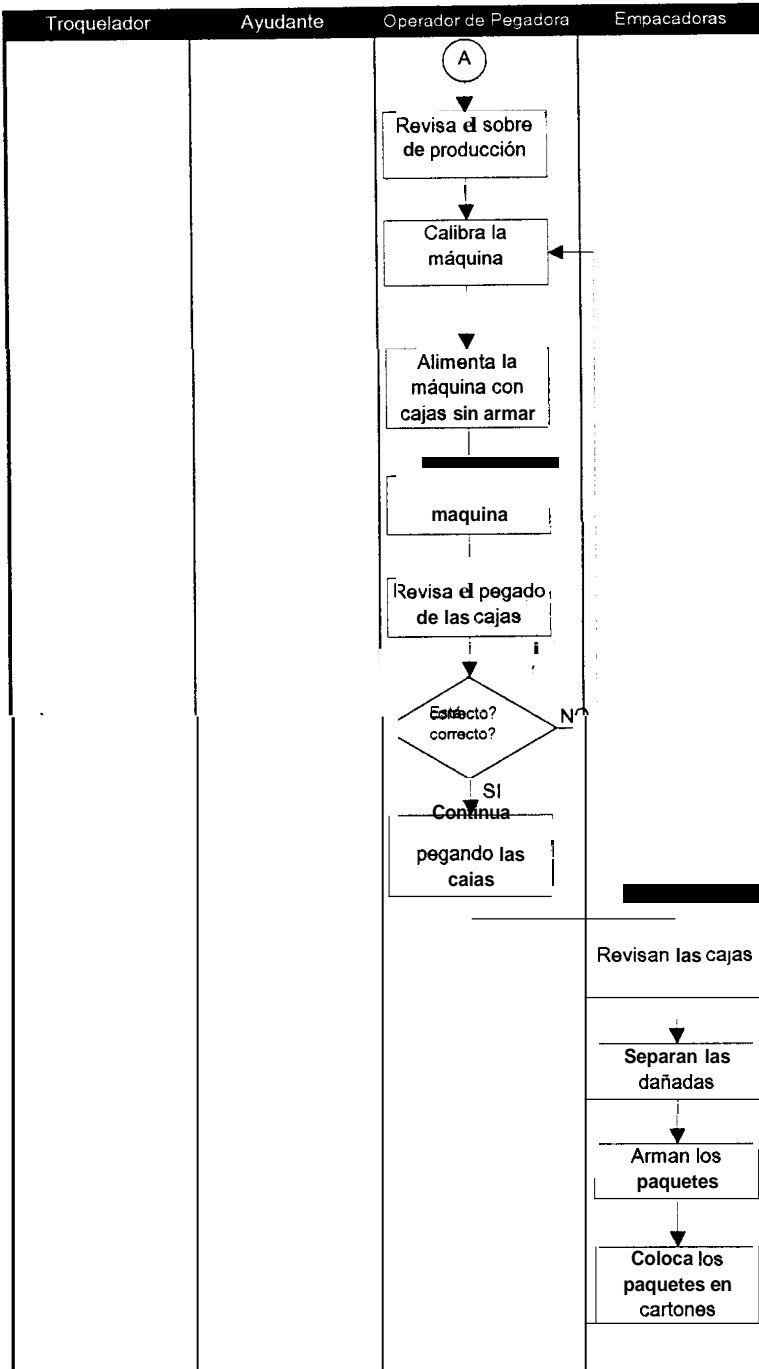 Troquelador Ayudante Operador de Pegadora Empacadoras
A
Revisa el sobre
de producción
Calibra la
máquina
Alimenta la
máquina con
cajas sin armar
maquina
Revisa el pegado
de las cajas
correcto?
correcto?
NO
SI
Continua
pegando las
caias
Revisan las cajas
Separan las
dañadas
Arman los
paquetes
Coloca los
paquetes en
cartones